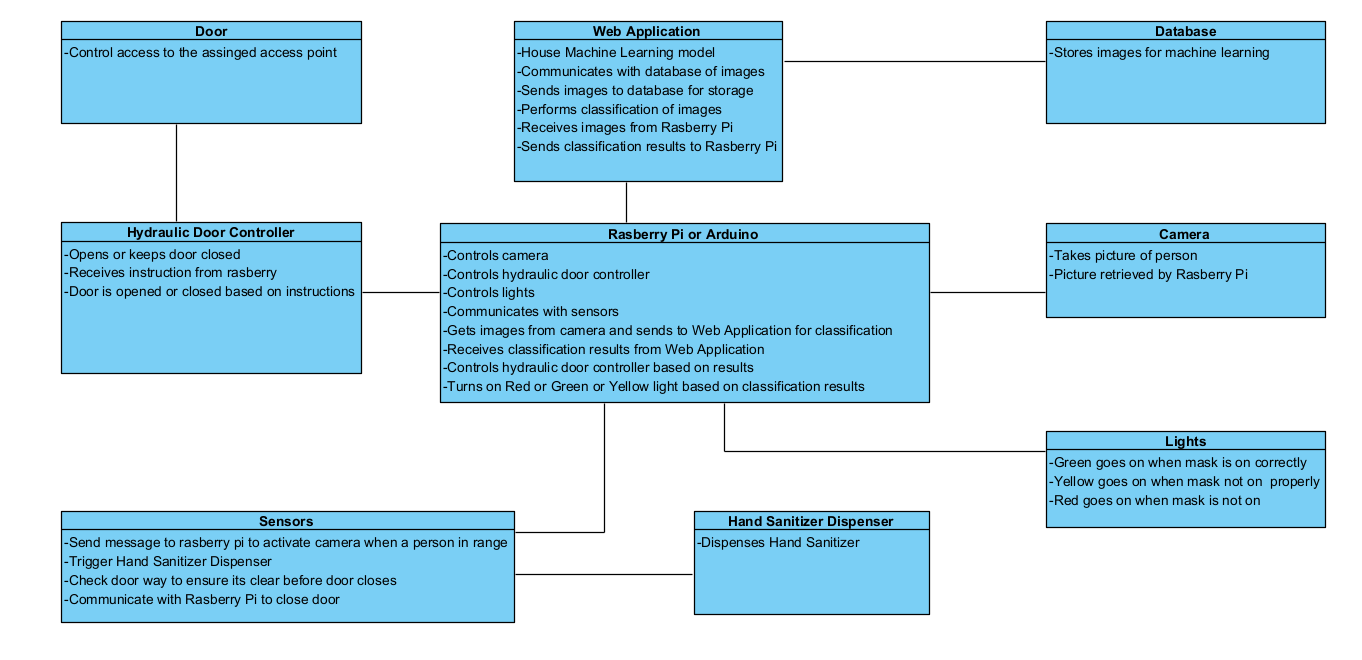 Door
-Control access to the assinged access point
Web Application
-House Machine Learning model
-Communicates with database of images
-Sends images to database for storage
-Performs classification of images
-Receives images from Rasberry Pi
-Sends classification results to Rasberry Pi
Database
-Stores images for machine learning
Hydraulic Door Controller
-Opens or keeps door closed
-Receives instruction from rasberry
-Door is opened or closed based on instructions
Rasberry Pi or Arduino
-Controls camera
-Controls hydraulic door controller
-Controls lights
-Communicates with sensors
-Gets images from camera and sends to Web Application for classification
-Receives classification results from Web Application
-Controls hydraulic door controller based on results
-Turns on Red or Green or Yellow light based on classification results
Camera
-Takes picture of person
-Picture retrieved by Rasberry Pi
Lights
-Green goes on when mask is on correctly
-Yellow goes on when mask not on  properly
-Red goes on when mask is not on
Sensors
-Send message to rasberry pi to activate camera when a person in range
-Trigger Hand Sanitizer Dispenser
-Check door way to ensure its clear before door closes
-Communicate with Rasberry Pi to close door
Hand Sanitizer Dispenser
-Dispenses Hand Sanitizer